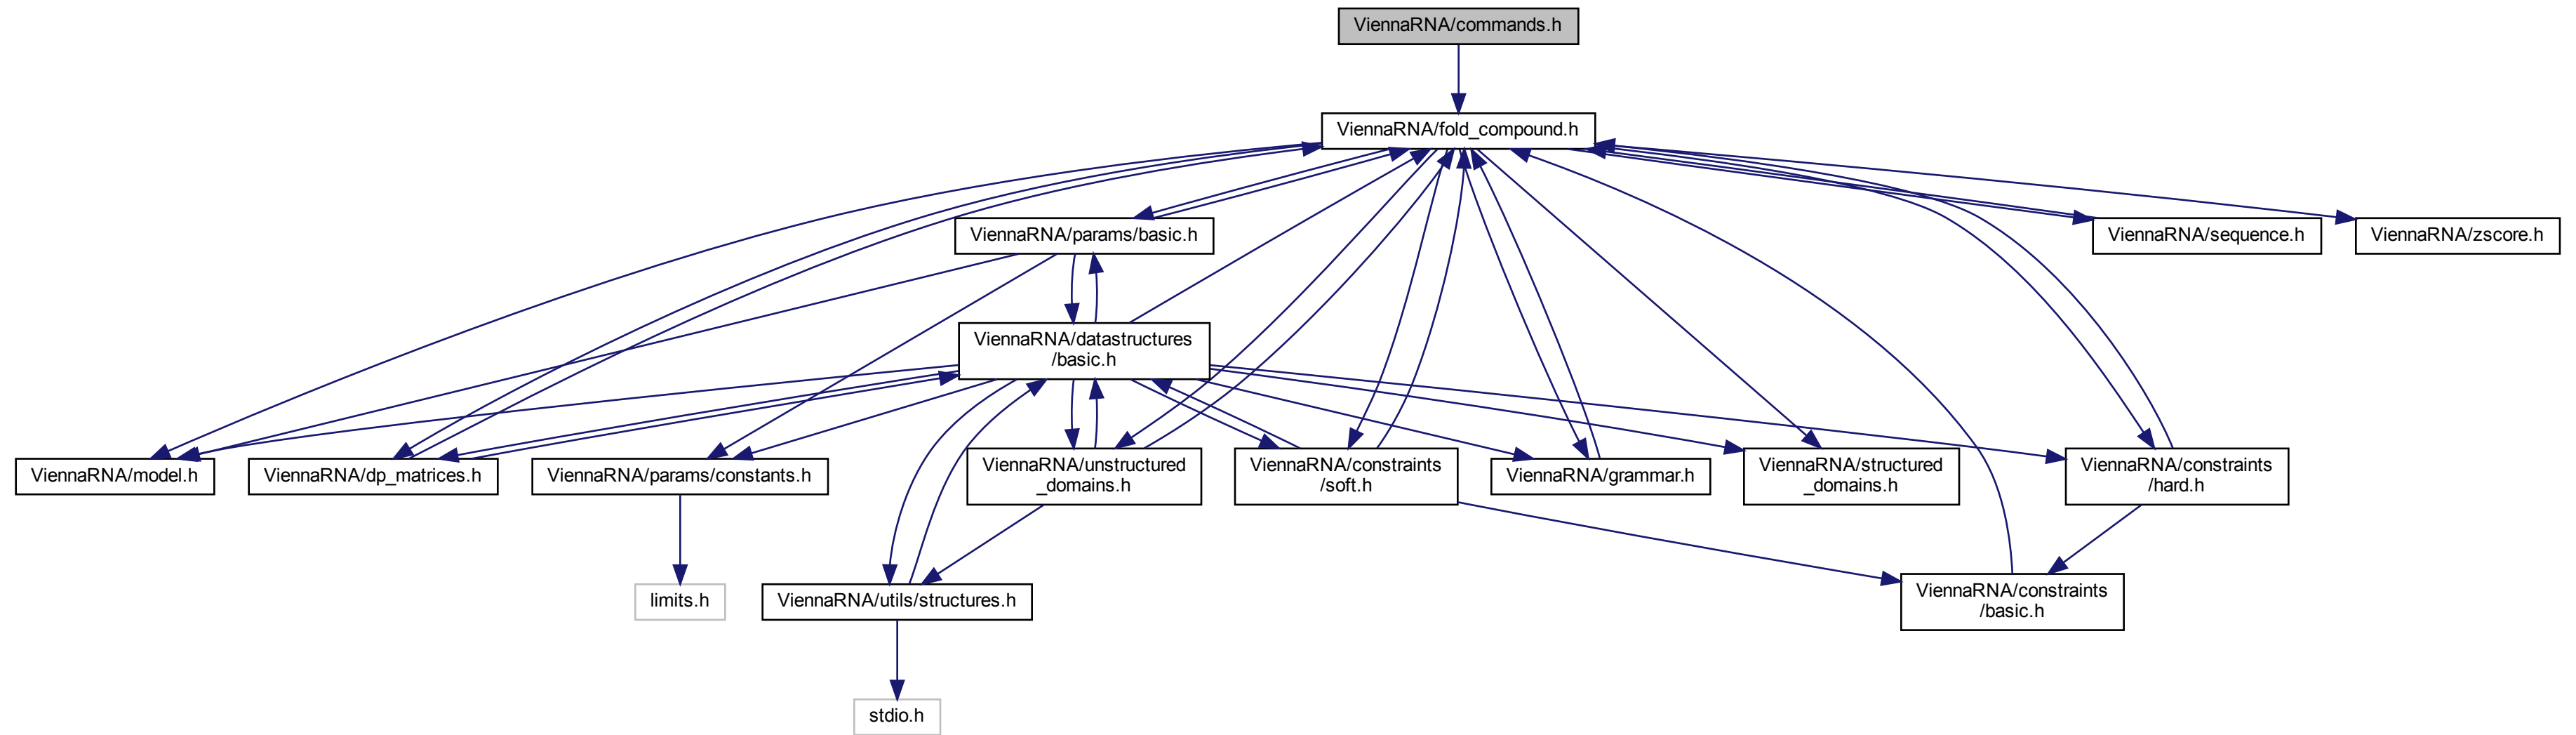 ViennaRNA/commands.h
ViennaRNA/fold_compound.h
ViennaRNA/params/basic.h
ViennaRNA/sequence.h
ViennaRNA/zscore.h
ViennaRNA/datastructures
/basic.h
ViennaRNA/model.h
ViennaRNA/dp_matrices.h
ViennaRNA/params/constants.h
ViennaRNA/unstructured
_domains.h
ViennaRNA/constraints
/soft.h
ViennaRNA/grammar.h
ViennaRNA/structured
_domains.h
ViennaRNA/constraints
/hard.h
limits.h
ViennaRNA/utils/structures.h
ViennaRNA/constraints
/basic.h
stdio.h